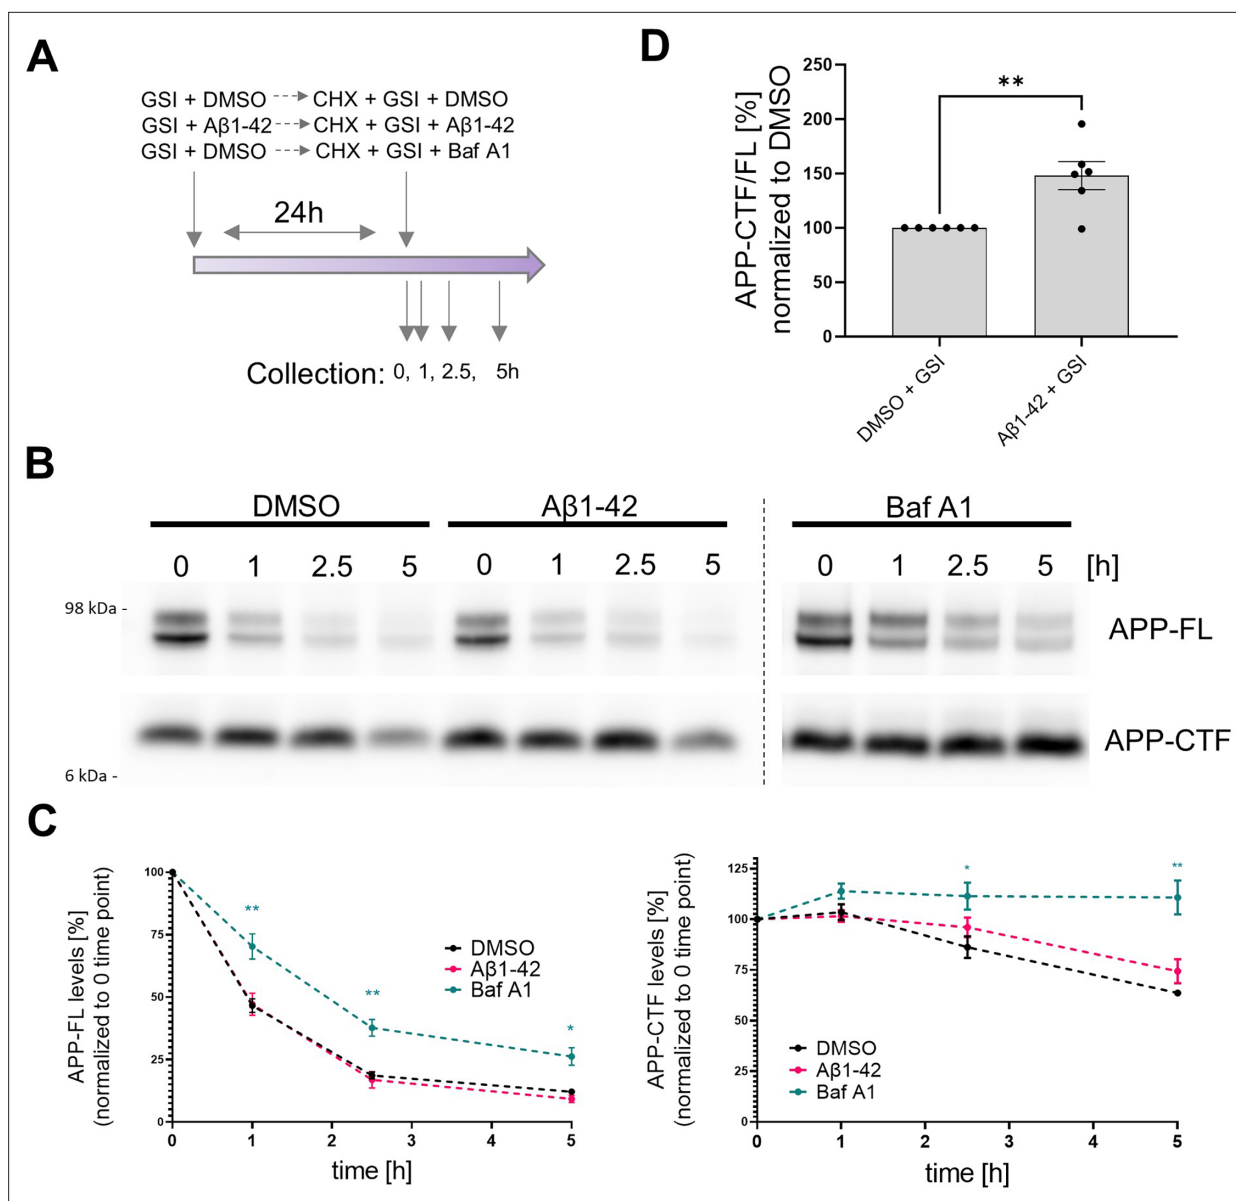 A
GSI + DMSO CHX + GSI + DMSO
GSI + Aβ1-42 CHX + GSI + Aβ1-42
GSI + DMSO CHX + GSI + Baf A1
24h
Collection: 0, 1, 2.5, 5h
D
APP-CTF/FL [%]
normalized to DMSO
250
200
150
100
50
0
**
DMSO + GSI
Aβ1-42 + GSI
B
DMSO Aβ1-42 Baf A1
0 1 2.5 5 0 1 2.5 5 0 1 2.5 5 [h]
98 kDa -
APP-FL
APP-CTF
6 kDa -
C
APP-FL levels [%]
(normalized to 0 time point)
100
75
50
25
0
**
**
*
DMSO
Aβ1-42
Baf A1
0 1 2 3 4 5
time [h]
APP-CTF levels [%]
(normalized to 0 time point)
125
100
75
50
25
0
*
**
DMSO
Aβ1-42
Baf A1
0 1 2 3 4 5
time [h]